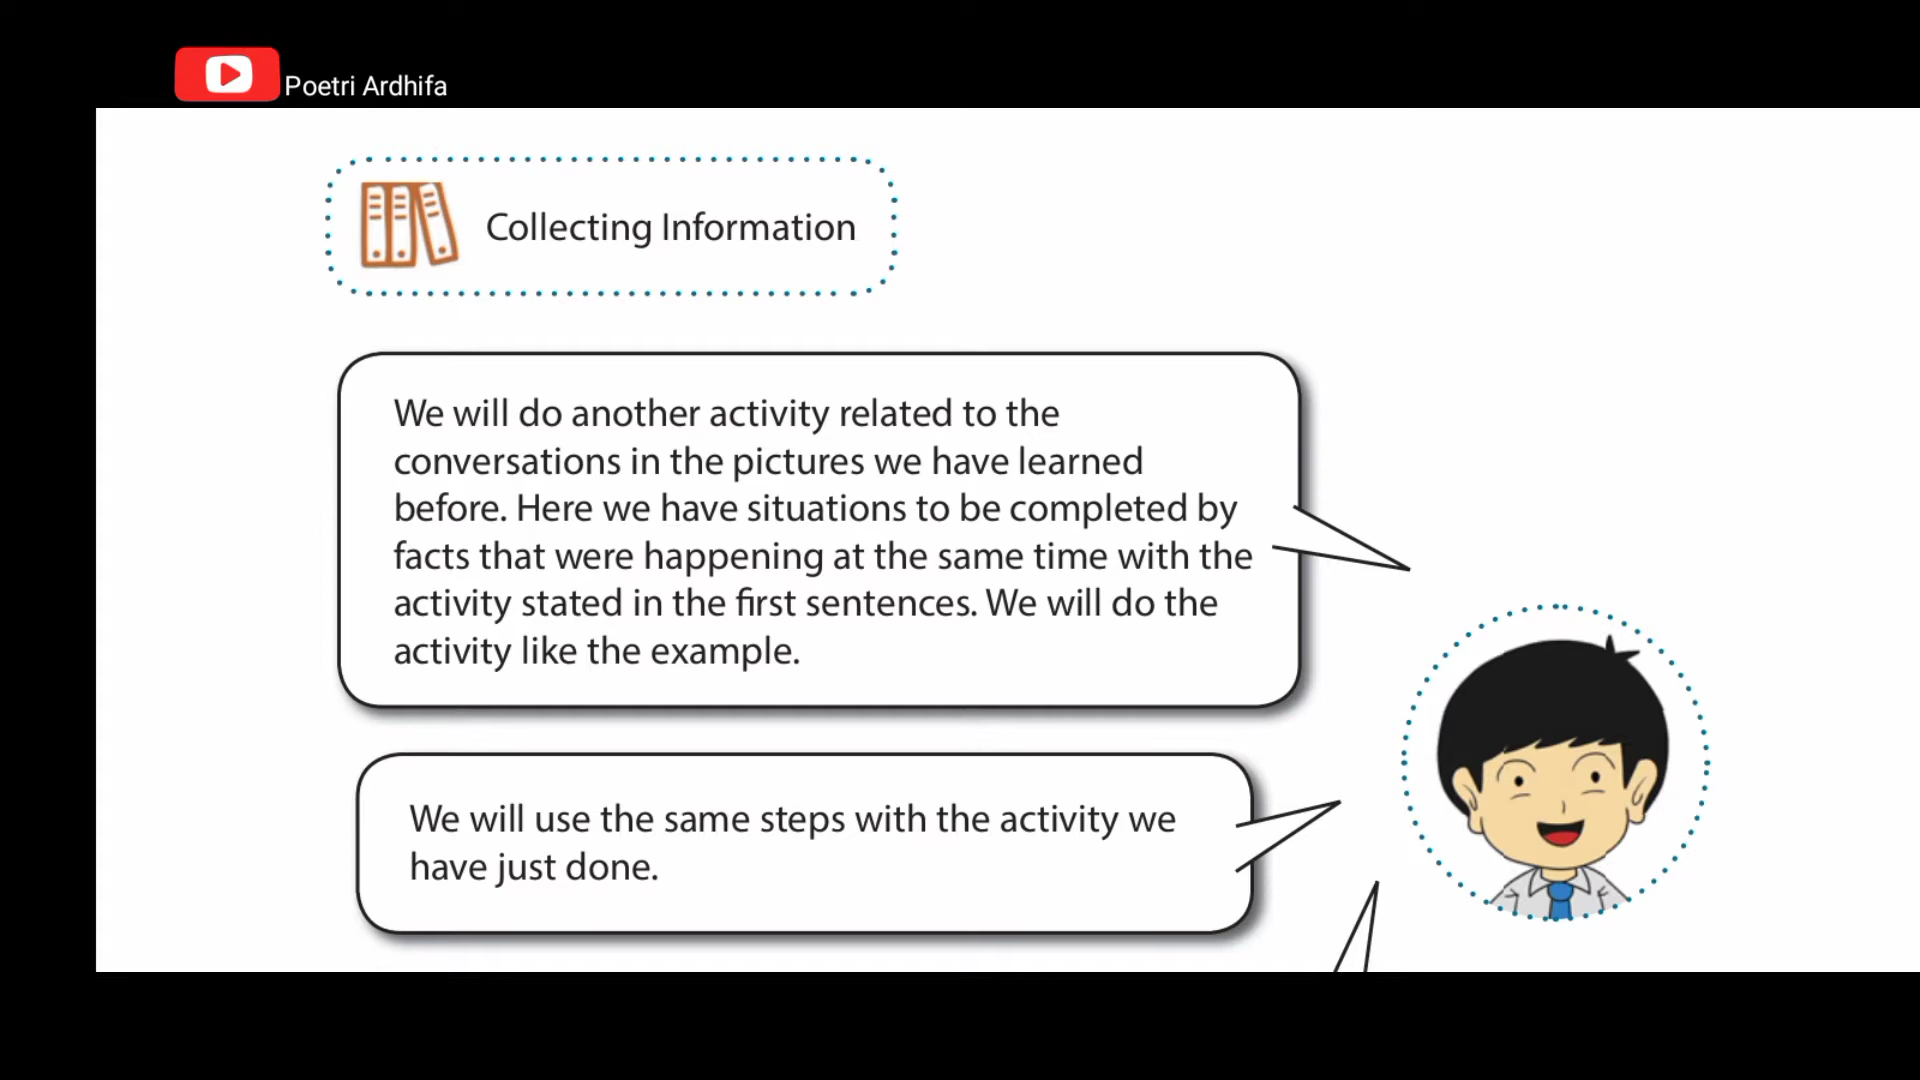 Poetri Ardhifa
Collecting Information
We will do another activity related to the
conversations in the pictures we have learned
before. Here we have situations to be completed by
facts that were happening at the same time with the
activity stated in the first sentences. We will do the
activity like the example.
We will use the same steps with the activity we
have just done.